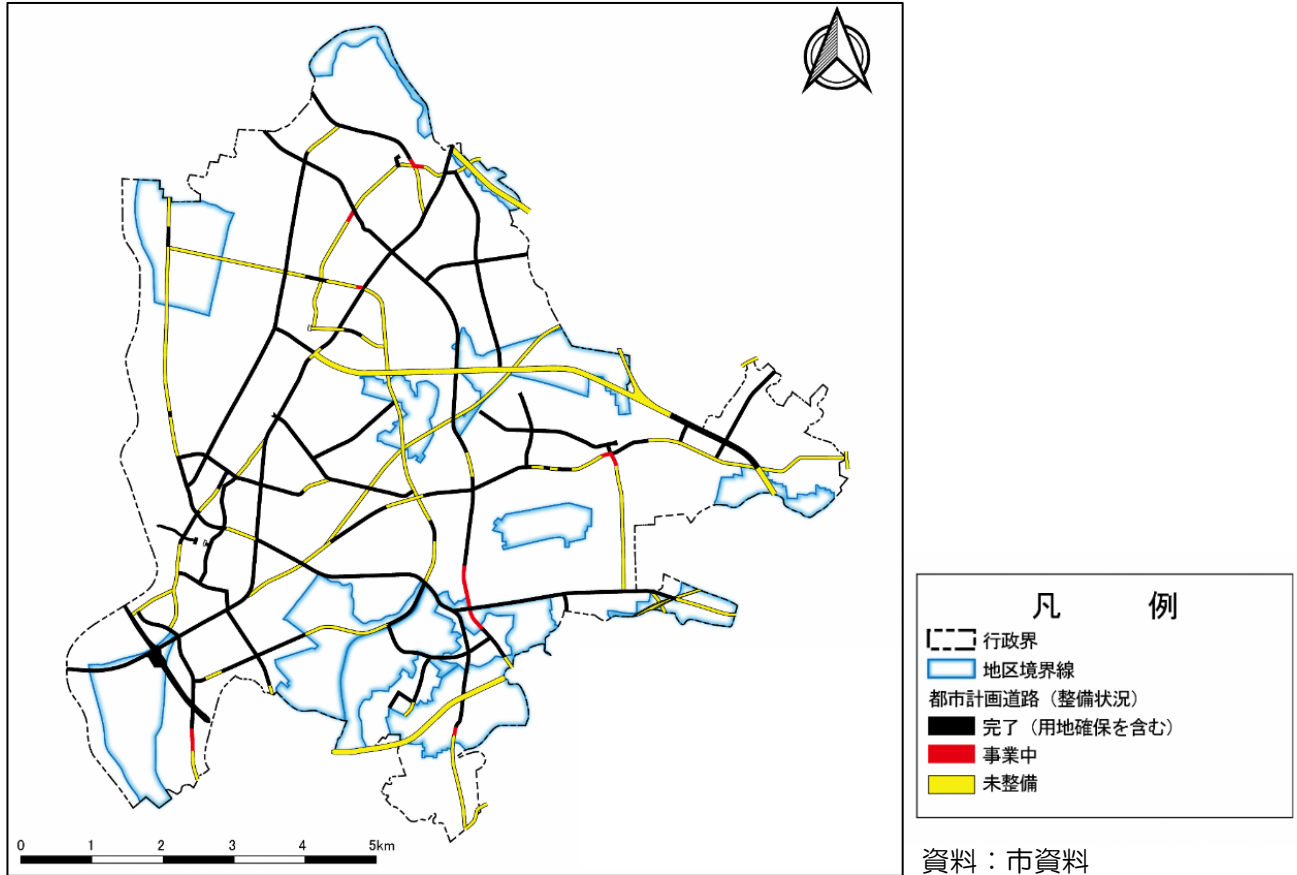 0 1 2 3 4 5km
凡 例
行政界
地区境界線
都市計画道路（整備状況）
完了（用地確保を含む）
事業中
未整備
資料：市資料